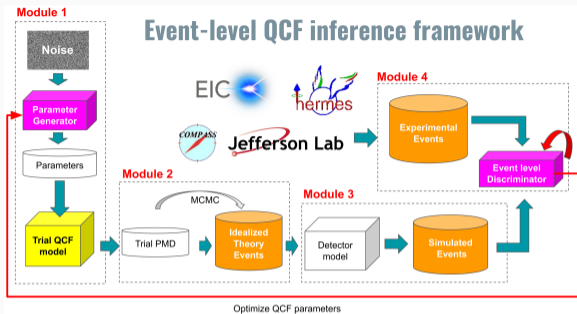 Module 1
Event-level QCF inference framework
Noise
Parameter
Generator
Parameters
Trial QCF
model
EIC
hermes
COMPASS
Jefferson Lab
Module 4
Experimental
Events
Event level
Discriminator
Module 2
MCMC
Trial PMD
Idealized
Theory
Events
Module 3
Detector
model
Simulated
Events
Optimize QCF parameters